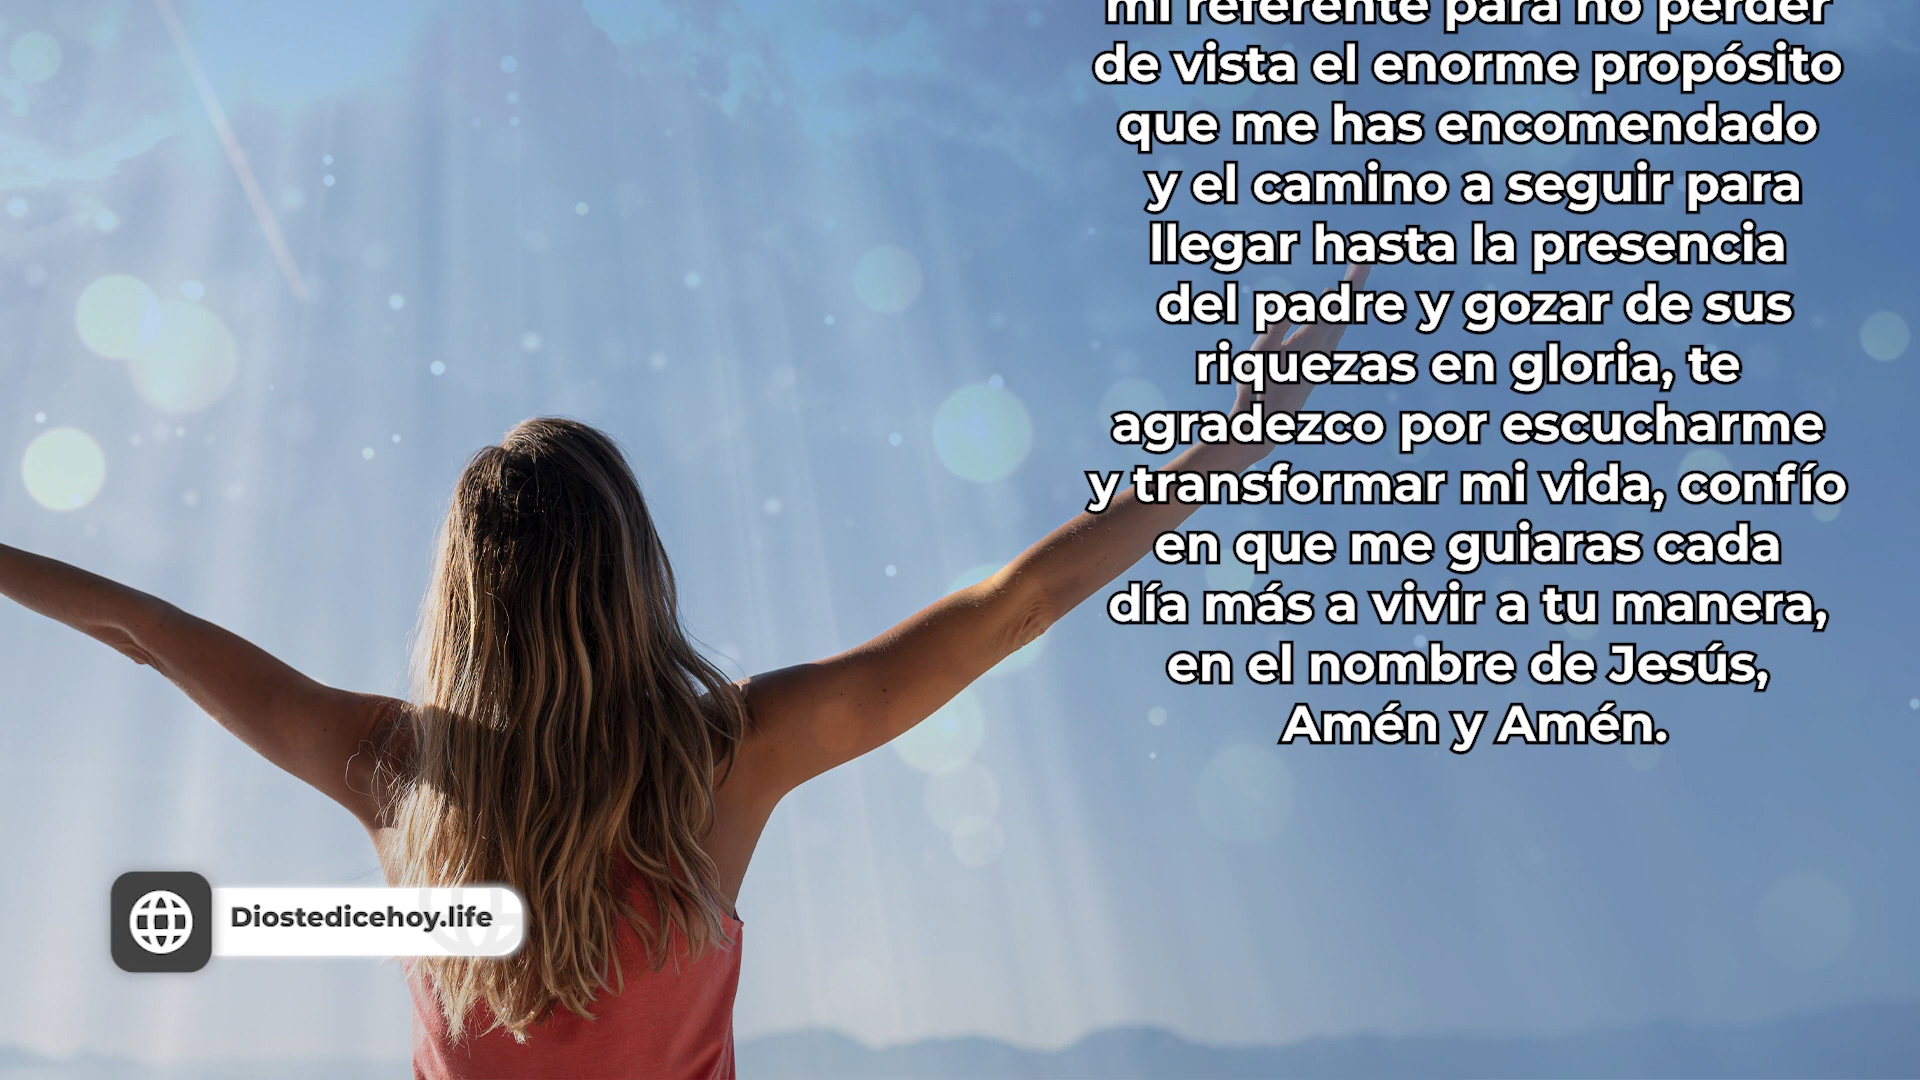 mi referente para no perder
de vista el enorme propósito
que me has encomendado
y el camino a seguir para
llegar hasta la presencia
del padre y gozar de sus
riquezas en gloria, te
agradezco por escucharme
y transformar mi vida, confío
en que me guiaras cada
día más a vivir a tu manera,
en el nombre de Jesús,
Amén y Amén.
Diostedicehoy.life